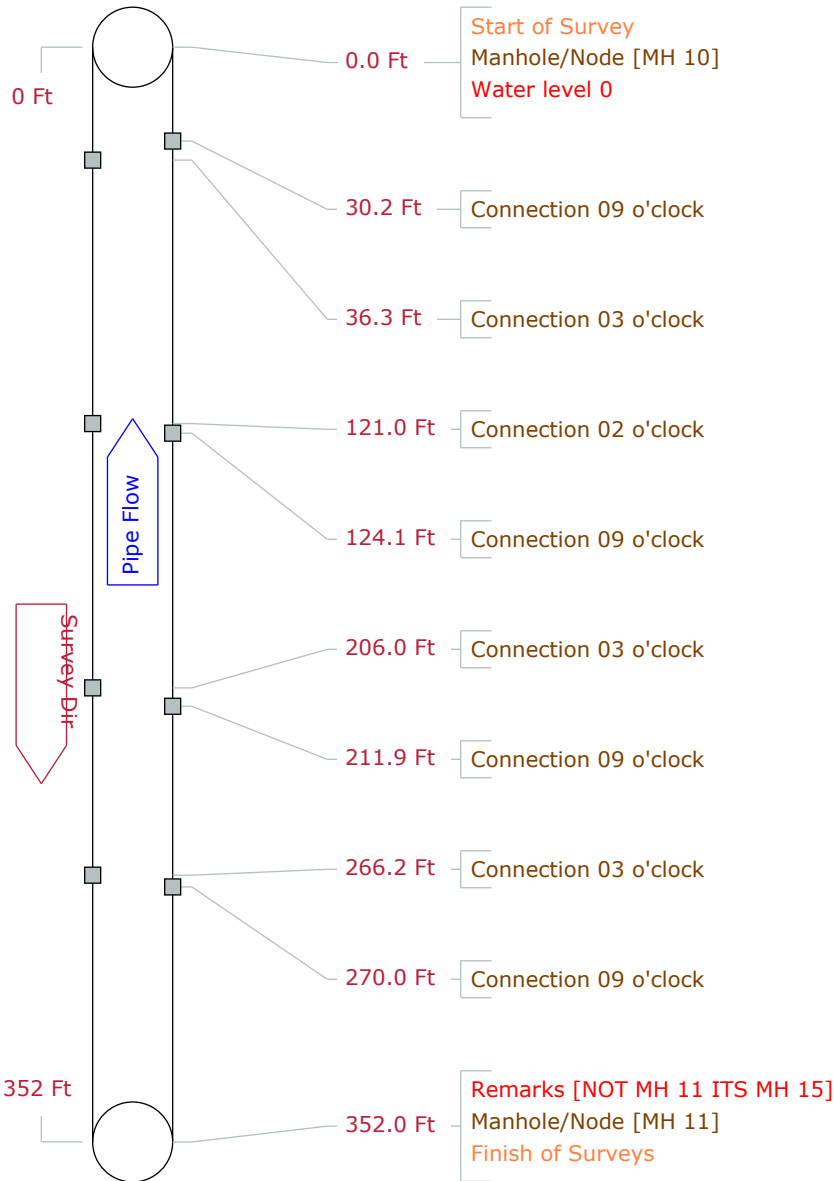 Start of Survey
0.0 Ft
Manhole/Node [MH 10]
Water level 0
0 Ft
30.2 Ft
Connection 09 o'clock
36.3 Ft
Connection 03 o'clock
121.0 Ft
Connection 02 o'clock
Pipe Flow
124.1 Ft
Connection 09 o'clock
Survey Dir
206.0 Ft
Connection 03 o'clock
211.9 Ft
Connection 09 o'clock
266.2 Ft
Connection 03 o'clock
270.0 Ft
Connection 09 o'clock
352 Ft
Remarks [NOT MH 11 ITS MH 15]
352.0 Ft
Manhole/Node [MH 11]
Finish of Surveys